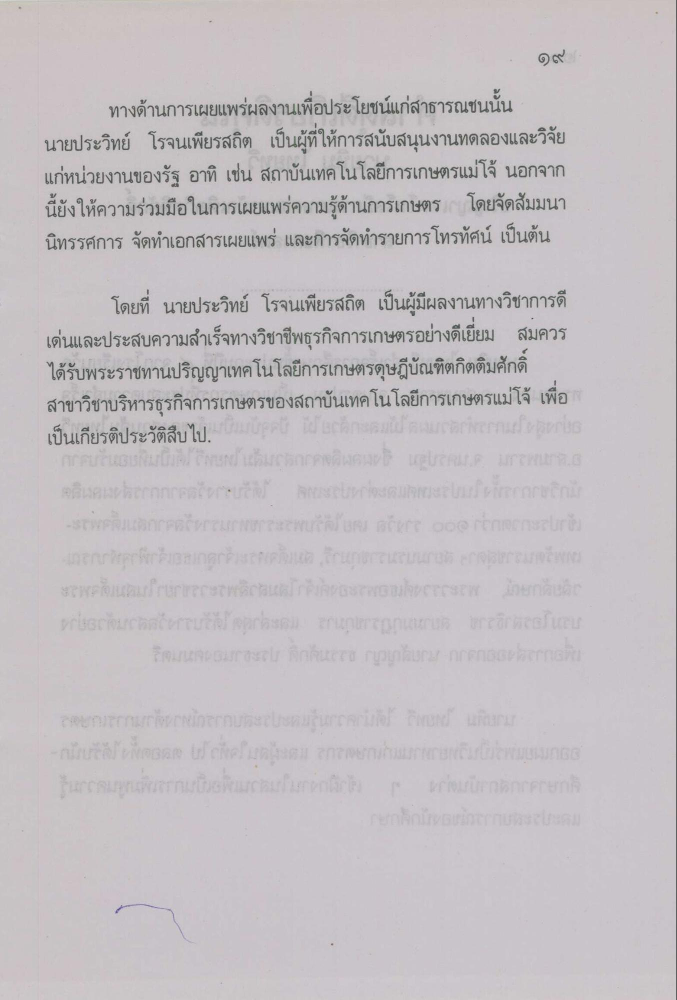 ๑๙
ทางด้านการเผยแพร่ผลงานเพื่อประโยชน์แก่สาธารณชนนั้น
นายประวิทย์ โรจนเพียรสถิต เป็นผู้ที่ให้การสนับสนุนงานทดลองและวิจัย
แก่หน่วยงานของรัฐ อาทิ เช่น สถาบันเทคโนโลยีการเกษตรแม่โจ้ นอกจาก
นี้ยังให้ความร่วมมือในการเผยแพร่ความรู้ด้านการเกษตร โดยจัดสัมมนา
นิทรรศการ จัดทำเอกสารเผยแพร่ และการจัดทำรายการโทรทัศน์ เป็นต้น
โดยที่ นายประวิทย์ โรจนเพียรสถิต เป็นผู้มีผลงานทางวิชาการดี
เด่นและประสบความสำเร็จทางวิชาชีพธุรกิจการเกษตรอย่างดีเยี่ยม สมควร
ได้รับพระราชทานปริญญาเทคโนโลยีการเกษตรดุษฎีบัณฑิตกิตติมศักดิ์
สาขาวิชาบริหารธุรกิจการเกษตรของสถาบันเทคโนโลยีการเกษตรแม่โจ้ เพื่อ
เป็นเกียรติประวัติสืบไป.